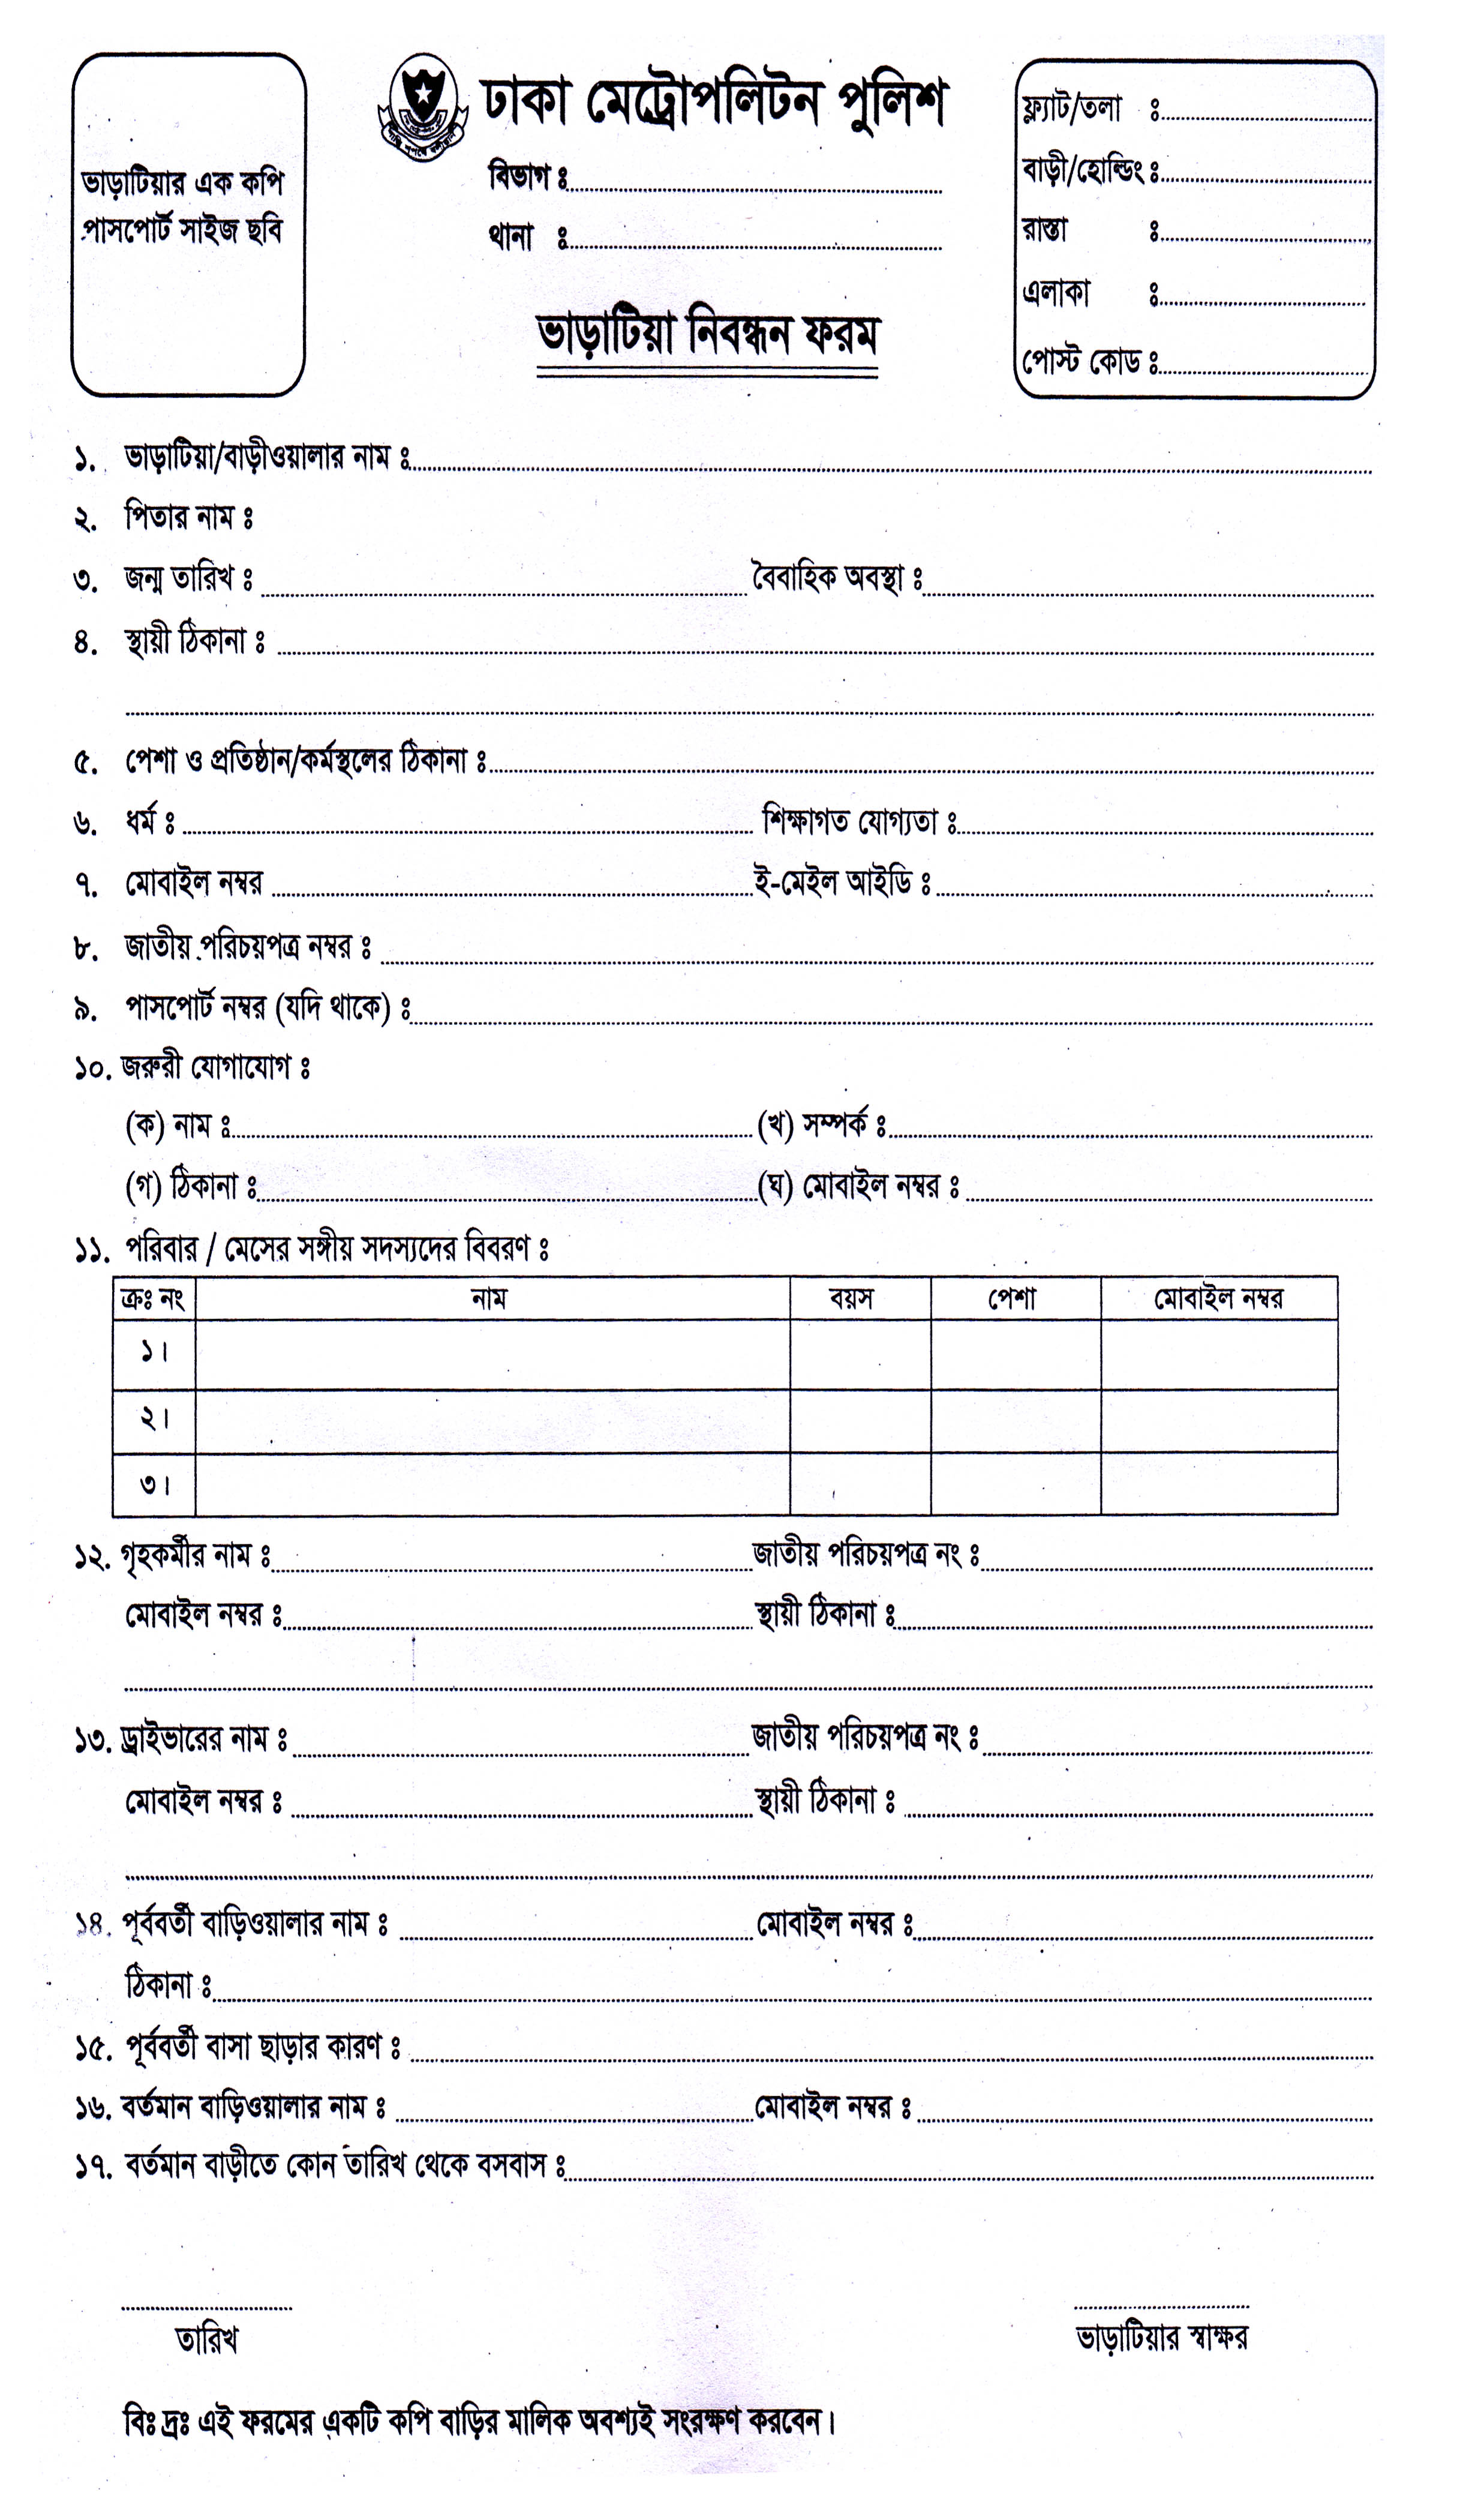 ভাড়াটিয়ার এক কপি
পাসপোর্ট সাইজ ছবি
ঢাকা মেট্রোপলিটন পুলিশ
বিভাগ ঃ
থানা ঃ
ভাড়াটিয়া নিবন্ধন ফরম
ফ্ল্যাট/তলা ঃ
বাড়ী/হোল্ডিং ঃ
রাস্তা ঃ
এলাকা ঃ
পোস্ট কোড ঃ
১. ভাড়াটিয়া/বাড়ীওয়ালার নাম ঃ
২. পিতার নাম ঃ
৩. জন্ম তারিখ ঃ বৈবাহিক অবস্থা ঃ
৪. স্থায়ী ঠিকানা ঃ
৫. পেশা ও প্রতিষ্ঠান/কর্মস্থলের ঠিকানা ঃ
৬. ধর্ম ঃ শিক্ষাগত যোগ্যতা ঃ
৭. মোবাইল নম্বর ই-মেইল আইডি ঃ
৮. জাতীয় পরিচয়পত্র নম্বর ঃ
৯. পাসপোর্ট নম্বর (যদি থাকে) ঃ
১০. জরুরী যোগাযোগ ঃ
(ক) নাম ঃ (খ) সম্পর্ক ঃ
(গ) ঠিকানা ঃ (ঘ) মোবাইল নম্বর ঃ
১১. পরিবার / মেসের সঙ্গীয় সদস্যদের বিবরণ ঃ
ক্রঃ নং নাম বয়স পেশা মোবাইল নম্বর
১।
২।
৩।
১২. গৃহকর্মীর নাম ঃ জাতীয় পরিচয়পত্র নং ঃ
মোবাইল নম্বর ঃ স্থায়ী ঠিকানা ঃ
১৩. ড্রাইভারের নাম ঃ জাতীয় পরিচয়পত্র নং ঃ
মোবাইল নম্বর ঃ স্থায়ী ঠিকানা ঃ
১৪. পূর্ববর্তী বাড়িওয়ালার নাম ঃ মোবাইল নম্বর ঃ
ঠিকানা ঃ
১৫. পূর্ববর্তী বাসা ছাড়ার কারণ ঃ
১৬. বর্তমান বাড়িওয়ালার নাম ঃ মোবাইল নম্বর ঃ
১৭. বর্তমান বাড়ীতে কোন তারিখ থেকে বসবাস ঃ
তারিখ ভাড়াটিয়ার স্বাক্ষর
বিঃ দ্রঃ এই ফরমের একটি কপি বাড়ির মালিক অবশ্যই সংরক্ষণ করবেন।